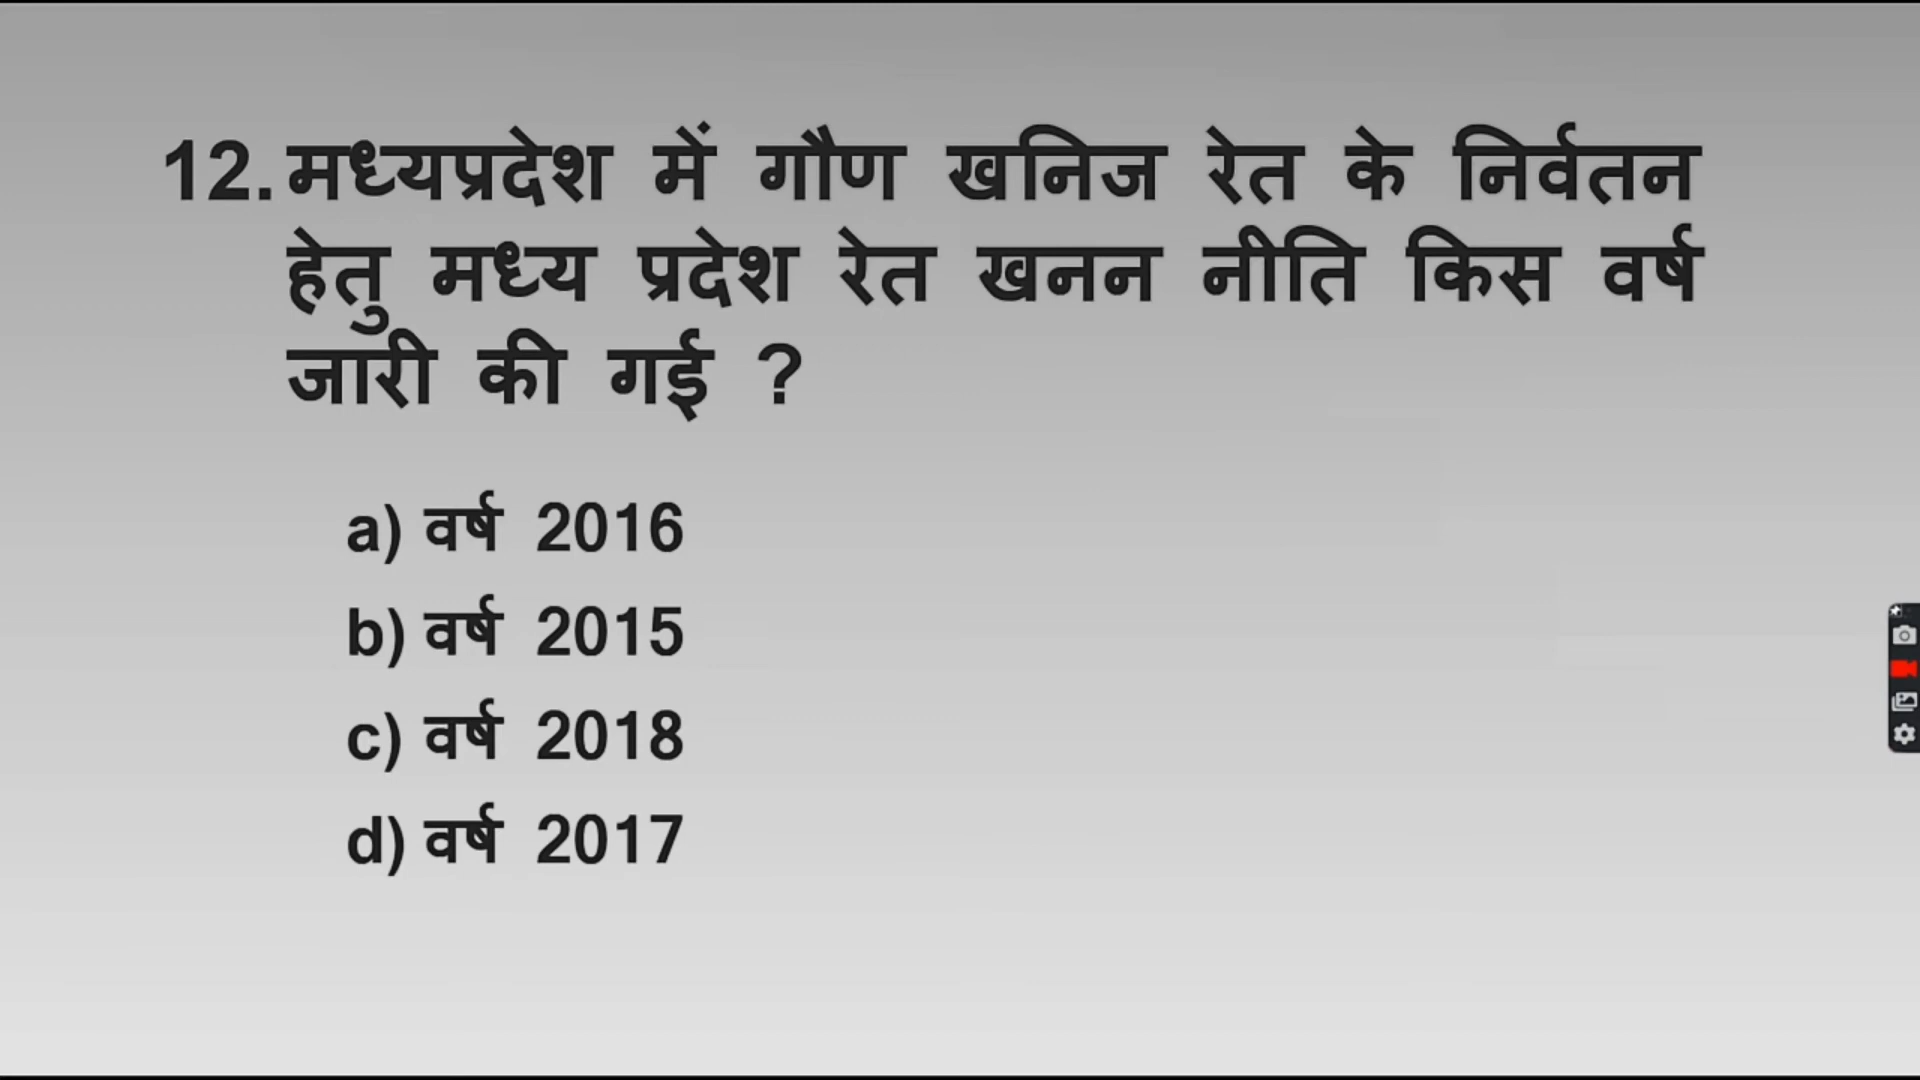 12. मध्यप्रदेश में गौण खनिज रेत के निर्वतन
हेतु मध्य प्रदेश रेत खनन नीति किस वर्ष
जारी की गई ?
a) वर्ष 2016
b) वर्ष 2015
c) वर्ष 2018
d) वर्ष 2017